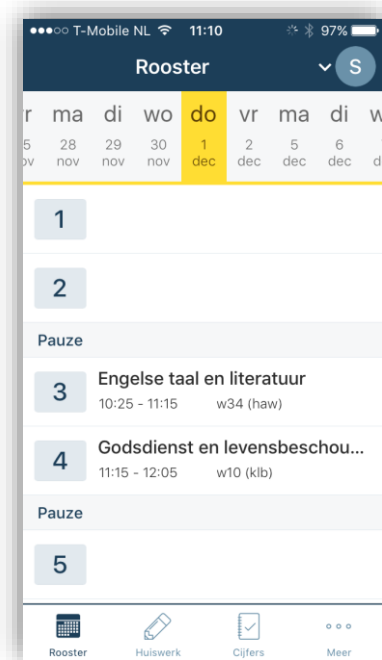 T-Mobile NL 11:10 97%
Rooster S
r ma di wo do vr ma di w
5 28 29 30 1 2 5 6
ov nov nov nov dec dec dec dec d
1
2
Pauze
3 Engelse taal en literatuur
10:25 - 11:15 w34 (haw)
4 Godsdienst en levensbeschou...
11:15 - 12:05 w10 (klb)
Pauze
5
Rooster Huiswerk Cijfers Meer